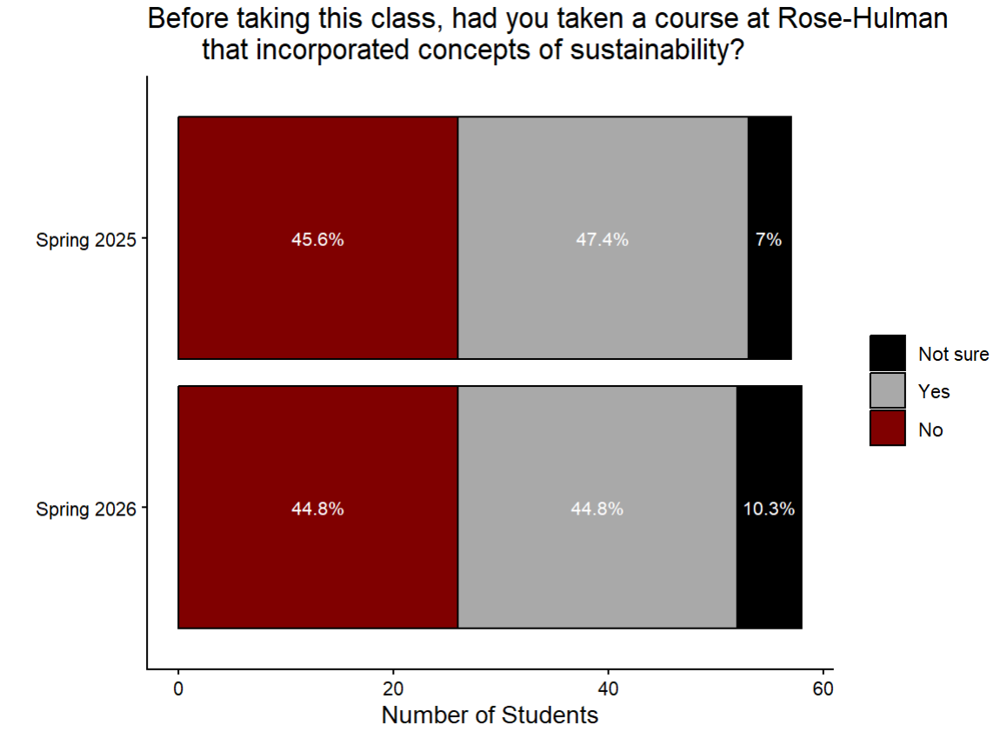 Before taking this class, had you taken a course at Rose-Hulman
that incorporated concepts of sustainability?
Spring 2025
45.6%
47.4%
7%
Spring 2026
44.8%
44.8%
10.3%
Not sure
Yes
No
0
20
40
60
Number of Students